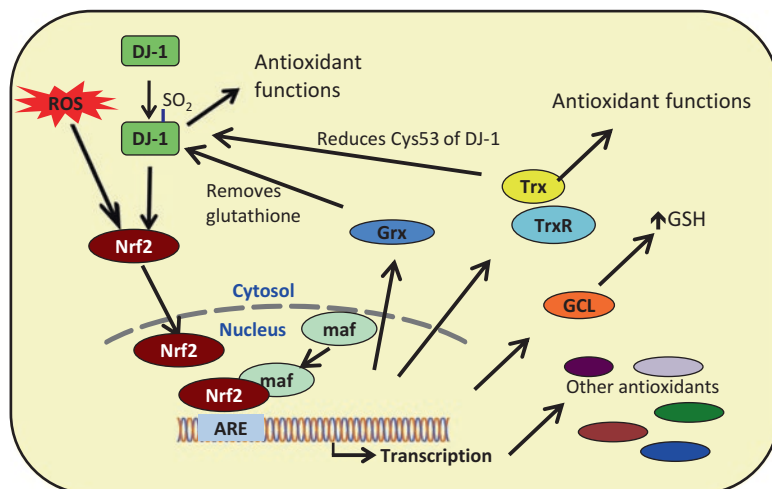 DJ-1
ROS
SO2
DJ-1
Antioxidant
functions
Antioxidant functions
Reduces Cys53 of DJ-1
Removes
glutathione
Trx
TrxR
Grx
Nrf2
GSH
GCL
Cytosol
Nucleus
Nrf2
maf
Nrf2
maf
ARE
Transcription
Other antioxidants